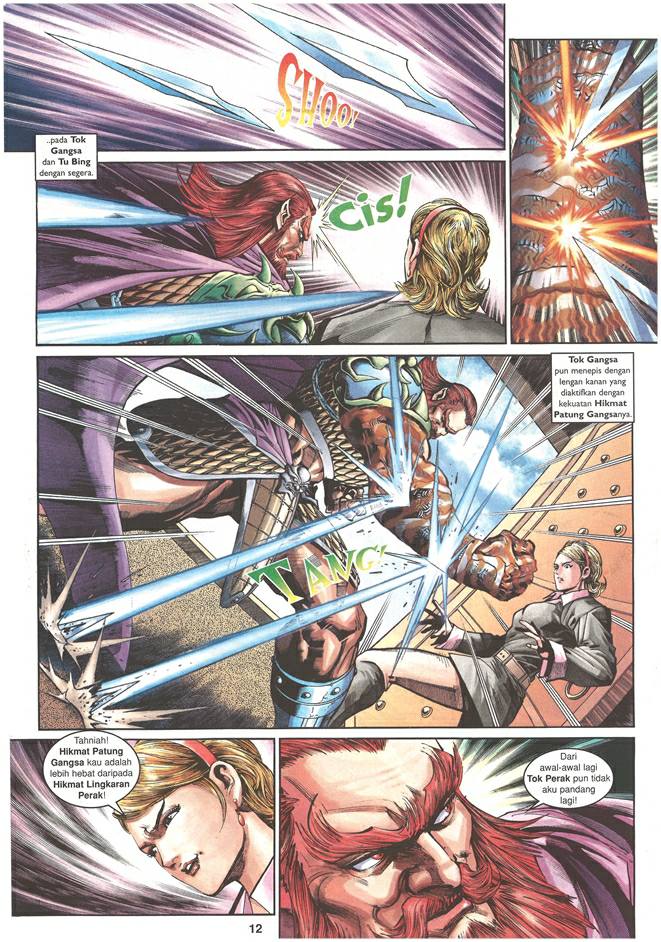 SHOO!
..pada Tok
Gangsa
dan Tu Bing
dengan segera.
Cis!
Tok Gangsa
pun menepis dengan
lengan kanan yang
diaktifkan dengan
kekuatan Hikmat
Patung Gangsanya.
TANG!
Tahniah!
Hikmat Patung
Gangsa kau adalah
lebih hebat daripada
Hikmat Lingkaran
Perak!
Dari
awal-awal lagi
Tok Perak pun tidak
aku pandang
lagi!
12